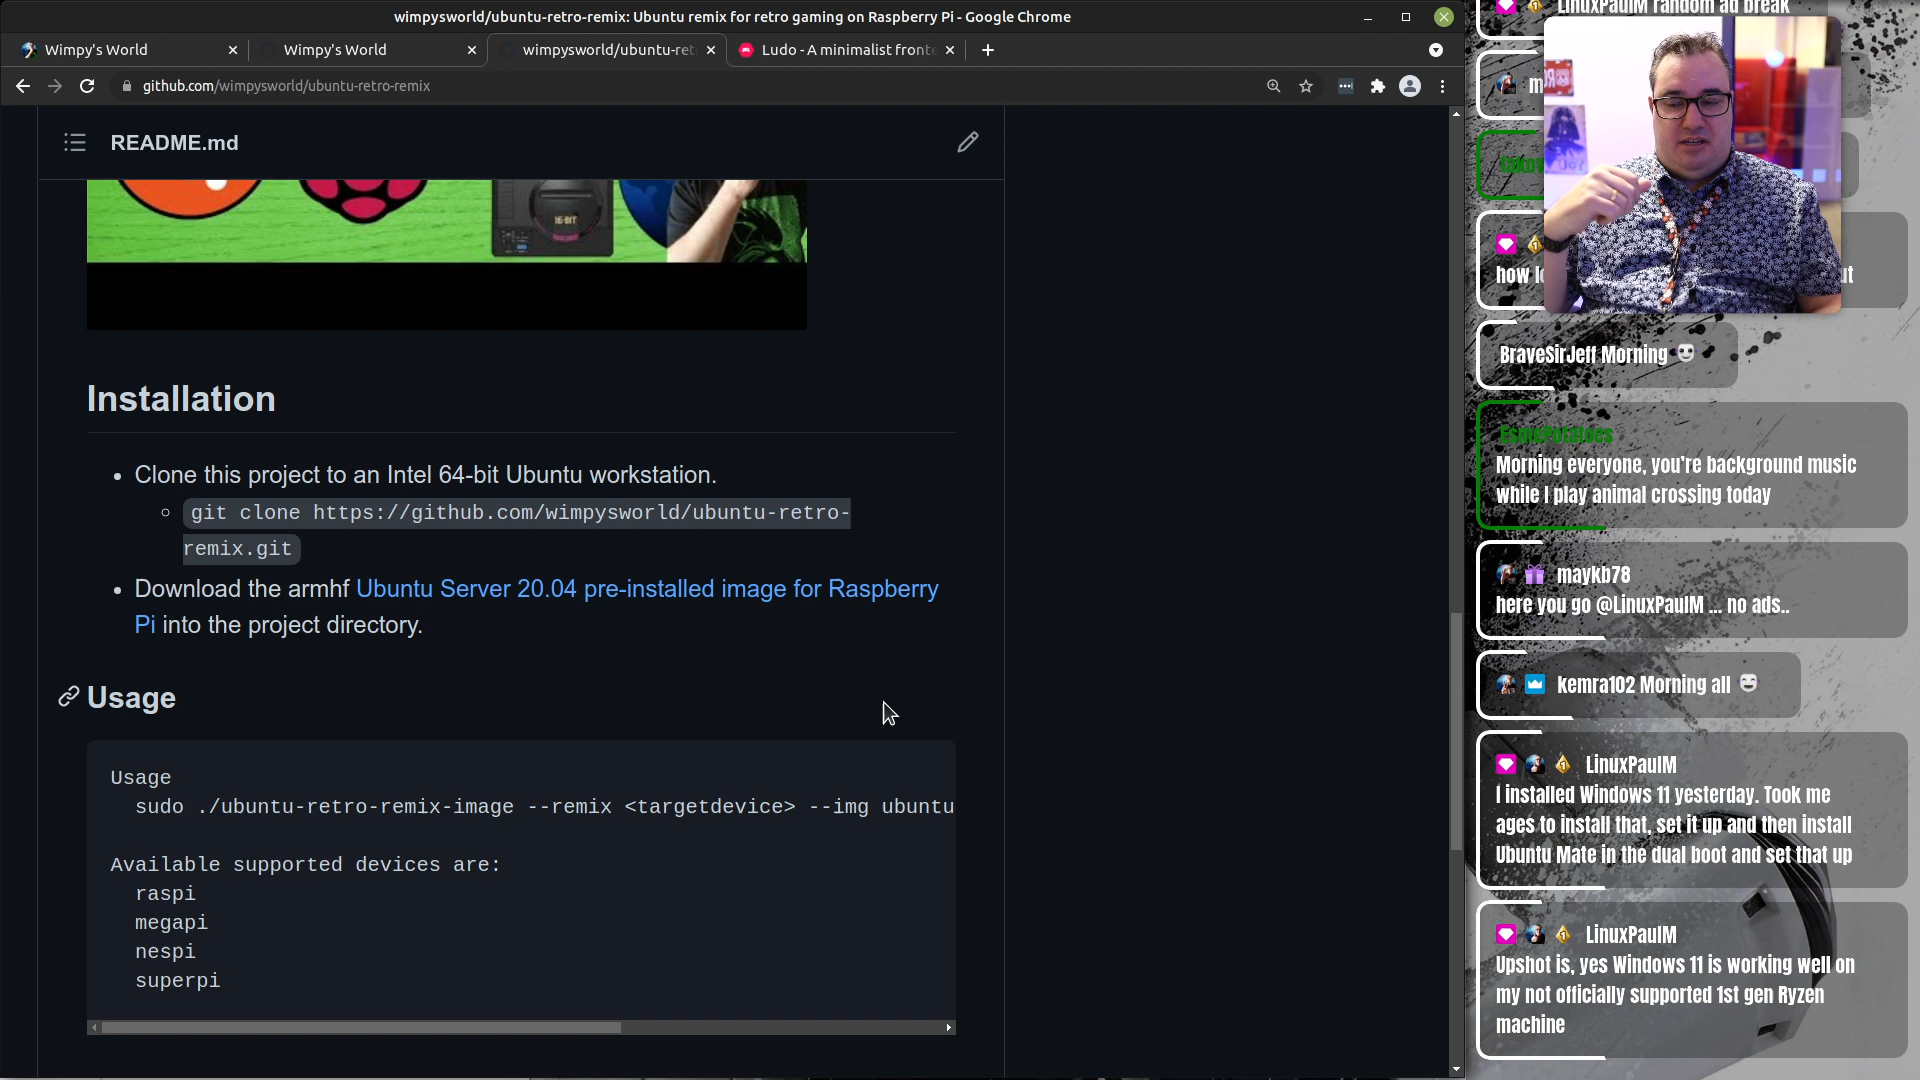 wimpysworld/ubuntu-retro-remix: Ubuntu remix for retro gaming on Raspberry Pi - Google Chrome
Wimpy's World
Wimpy's World
wimpysworld/ubuntu-ret
Ludo - A minimalist fronte
github.com/wimpysworld/ubuntu-retro-remix
README.md
16-BIT
Installation
Clone this project to an Intel 64-bit Ubuntu workstation.
git clone https://github.com/wimpysworld/ubuntu-retro-
remix.git
Download the armhf Ubuntu Server 20.04 pre-installed image for Raspberry
Pi into the project directory.
Usage
Usage
sudo ./ubuntu-retro-remix-image --remix <targetdevice> --img ubuntu
Available supported devices are:
raspi
megapi
nespi
superpi
LinuxPaulM random ad break
how
BraveSirJeff Morning
EsmePotatoes
Morning everyone, you're background music
while I play animal crossing today
maykb78
here you go @LinuxPaulM ... no ads..
kemra102 Morning all
LinuxPaulM
I installed Windows 11 yesterday. Took me
ages to install that, set it up and then install
Ubuntu Mate in the dual boot and set that up
LinuxPaulM
Upshot is, yes Windows 11 is working well on
my not officially supported 1st gen Ryzen
machine